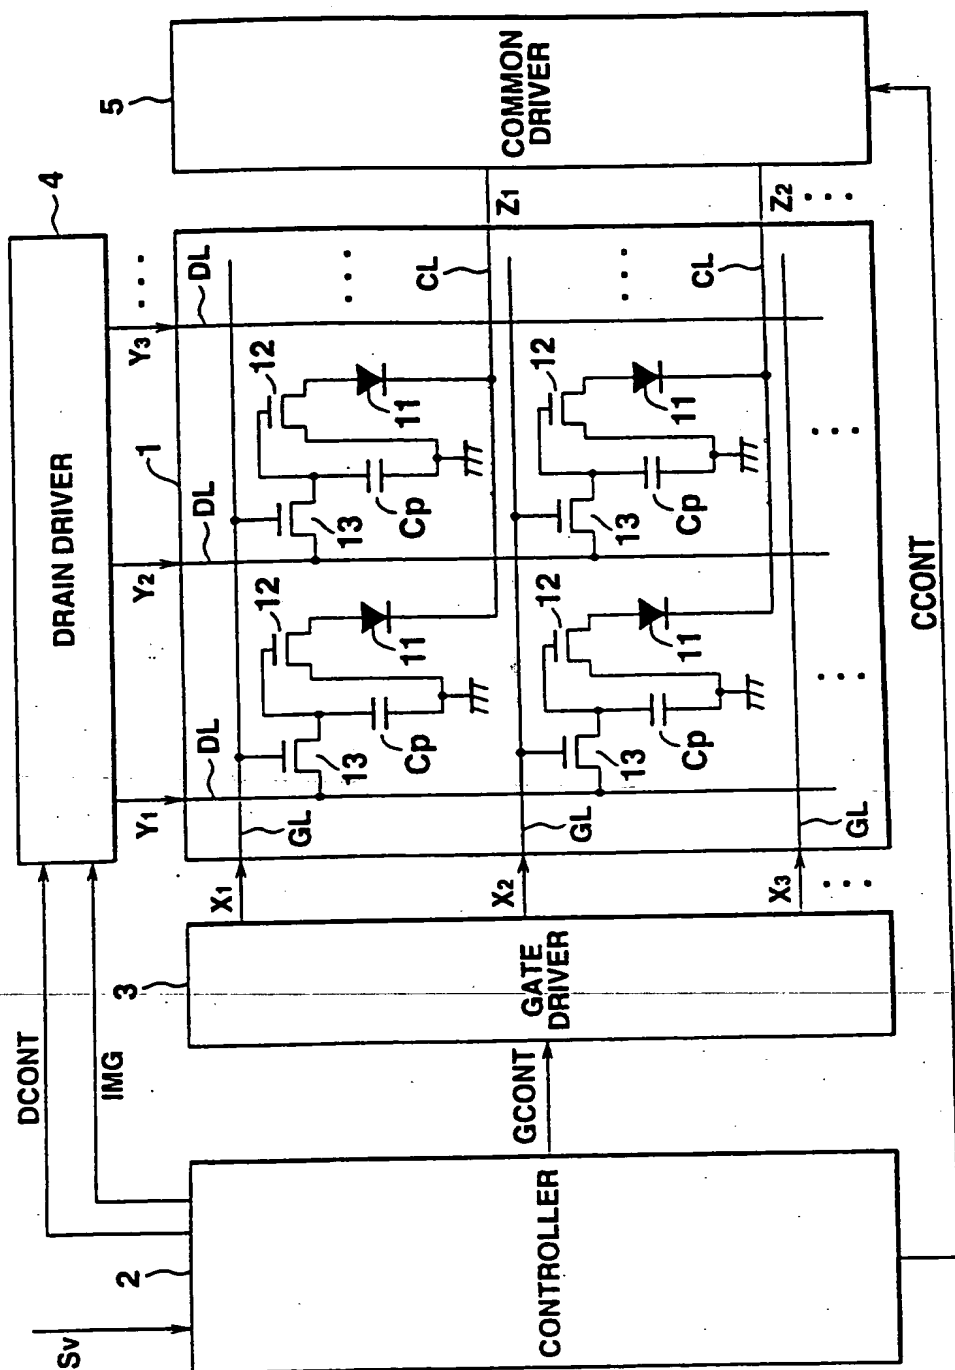 4
DRAIN DRIVER
5
COMMON
DRIVER
DCONT
IMG
Y1
Y2
Y3
. . .
DL
DL
DL
1
3
GATE
DRIVER
X1
X2
X3
. . .
GL
GL
GL
12
12
13
13
11
11
Cp
Cp
. . .
CL
Z1
12
12
13
13
11
11
Cp
Cp
. . .
CL
Z2
. . .
. . .
. . .
2
CONTROLLER
Sv
GCONT
CCONT